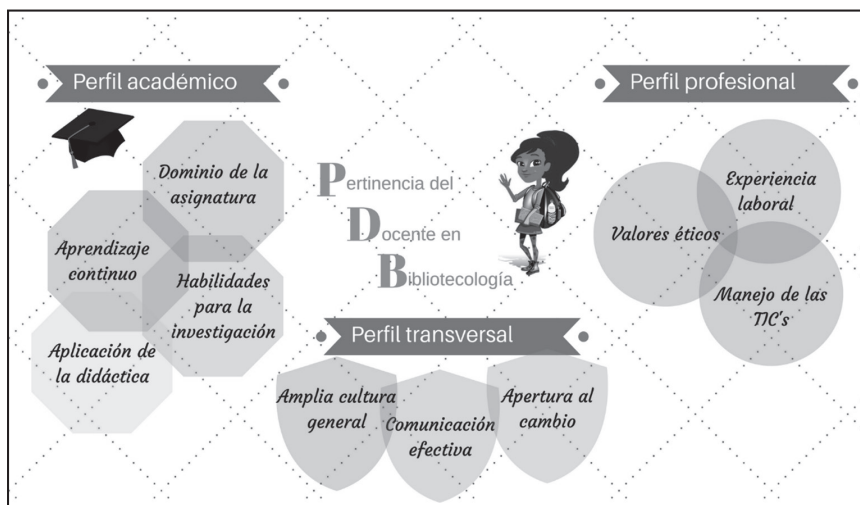 Perfil académico
Dominio de la
asignatura
Aprendizaje
continuo
Habilidades
para la
investigación
Aplicación de
la didáctica
Pertinencia del
Docente en
Bibliotecología
Perfil profesional
Experiencia
laboral
Valores éticos
Manejo de las
TIC's
Perfil transversal
Amplia cultura
general
Comunicación
efectiva
Apertura al
cambio